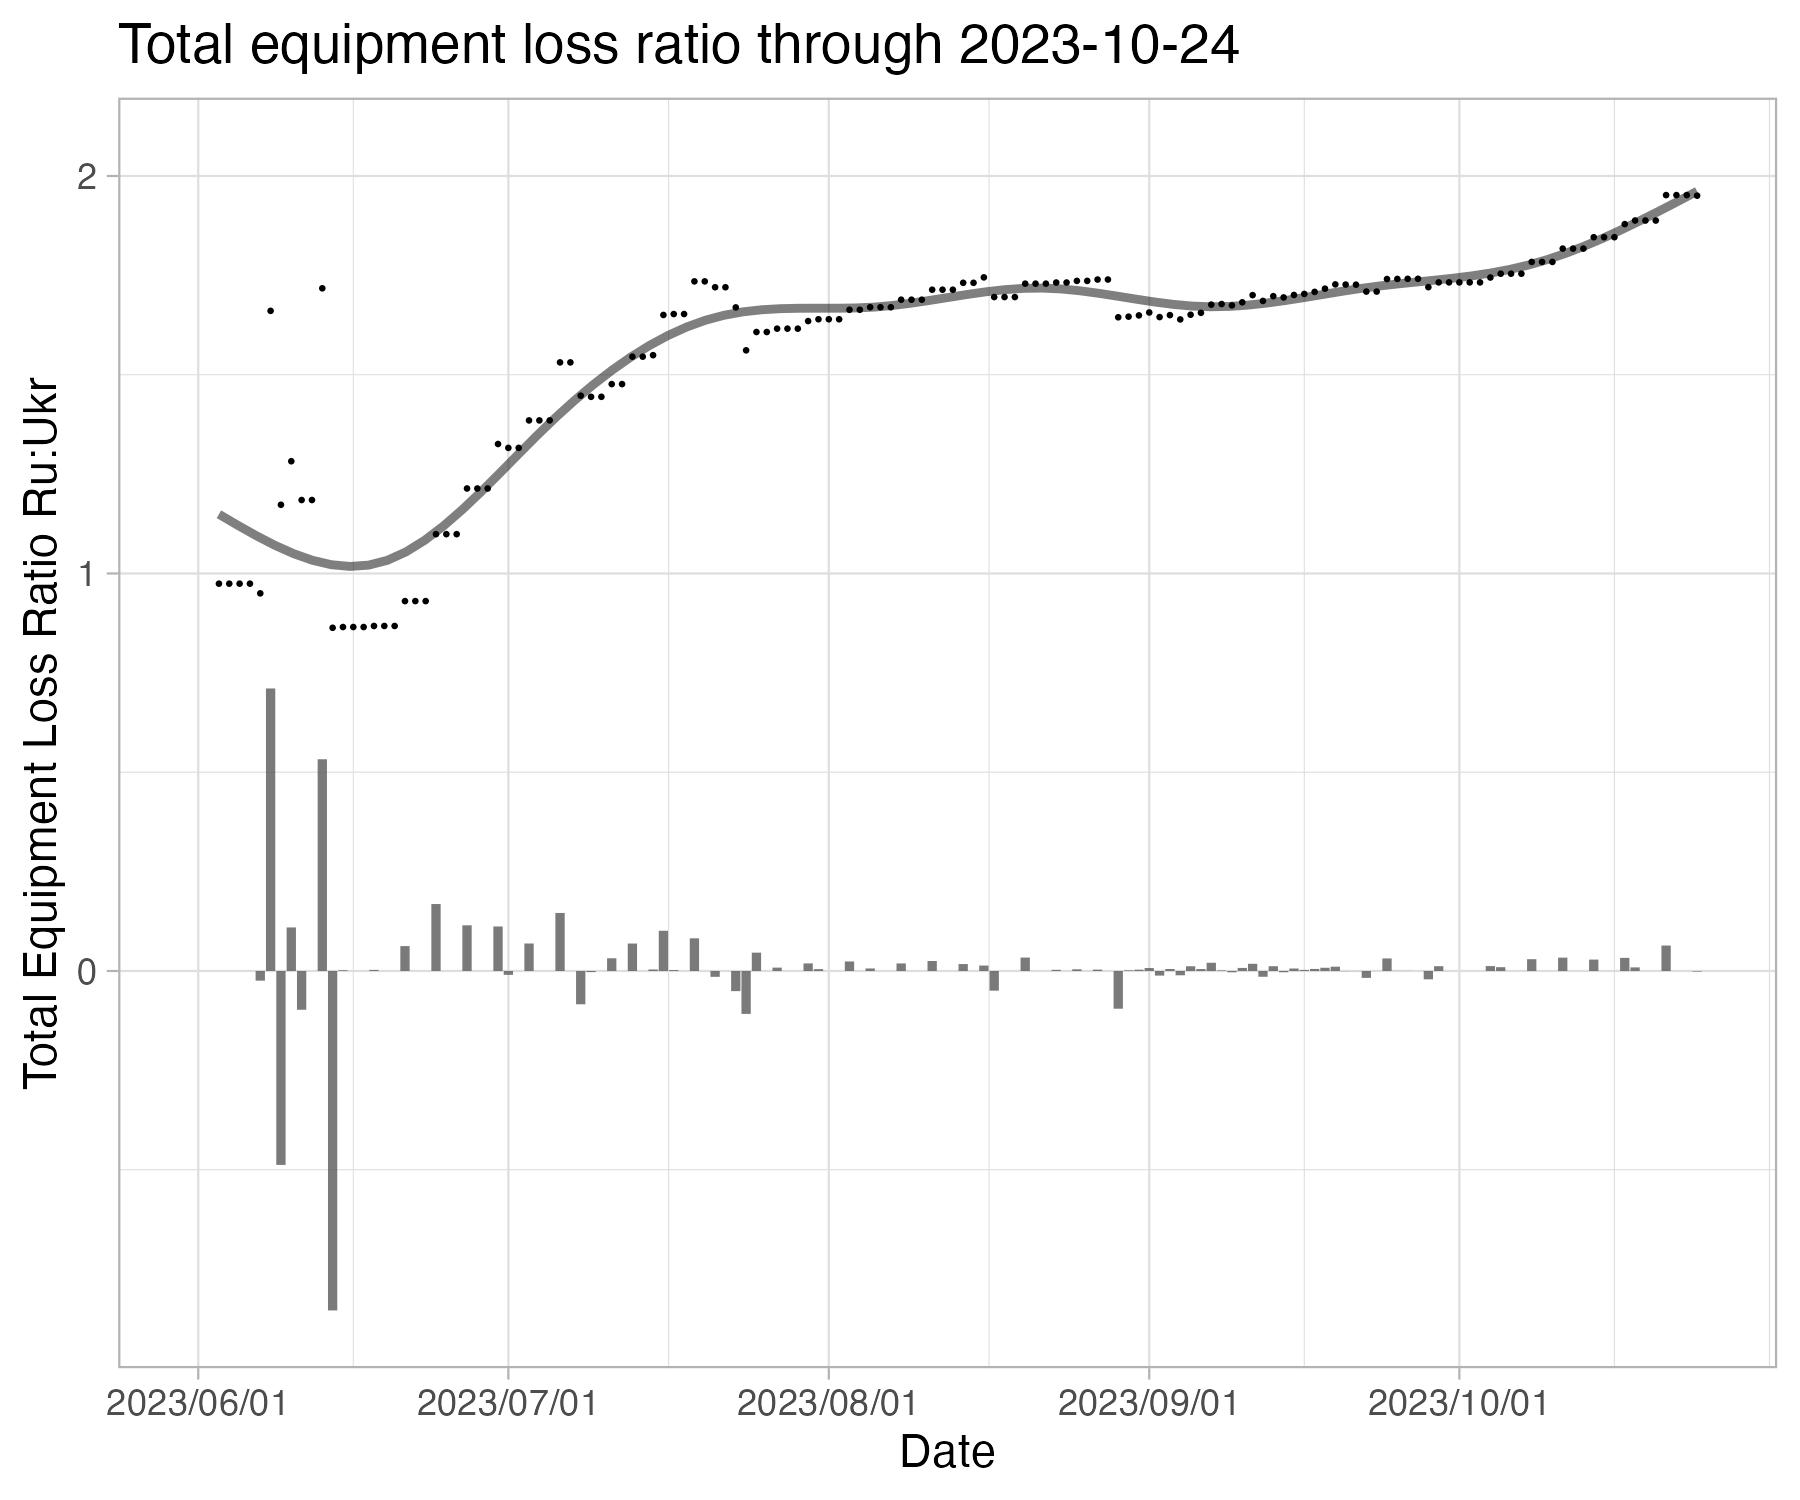 Total equipment loss ratio through 2023-10-24
Total Equipment Loss Ratio Ru:Ukr
2
1
0
2023/06/01
2023/07/01
2023/08/01
2023/09/01
2023/10/01
Date